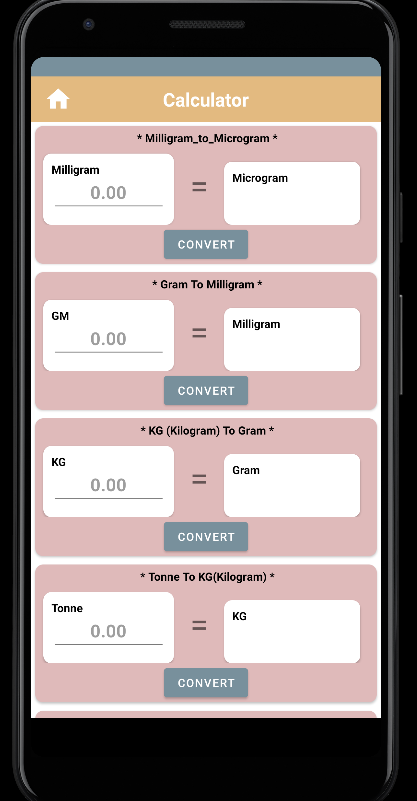 Calculator
* Milligram_to_Microgram *
Milligram
0.00
=
Microgram
CONVERT
* Gram To Milligram *
GM
0.00
=
Milligram
CONVERT
* KG (Kilogram) To Gram *
KG
0.00
=
Gram
CONVERT
* Tonne To KG(Kilogram) *
Tonne
0.00
=
KG
CONVERT